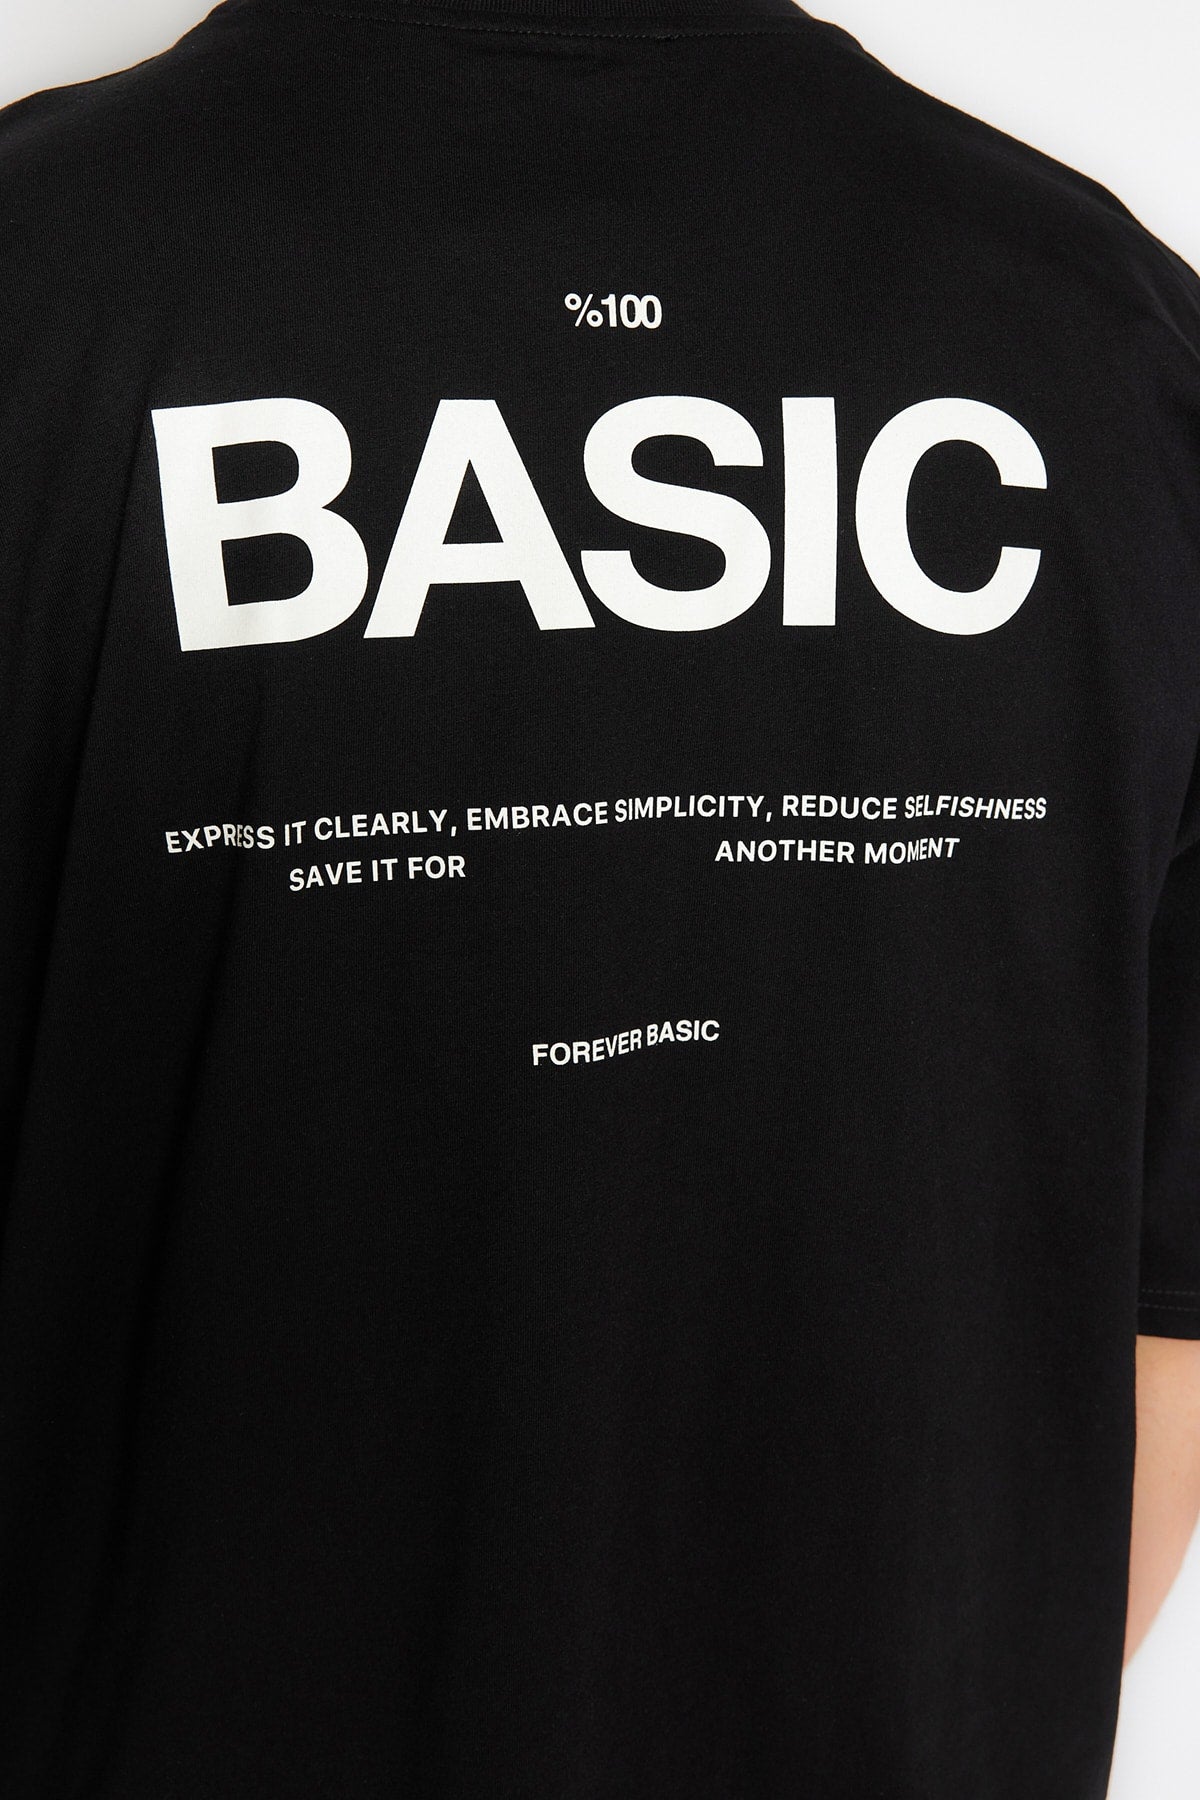 %100
BASIC
EXPRESS IT CLEARLY, EMBRACE SIMPLICITY, REDUCE SELFISHNESS
SAVE IT FOR ANOTHER MOMENT
FOREVER BASIC